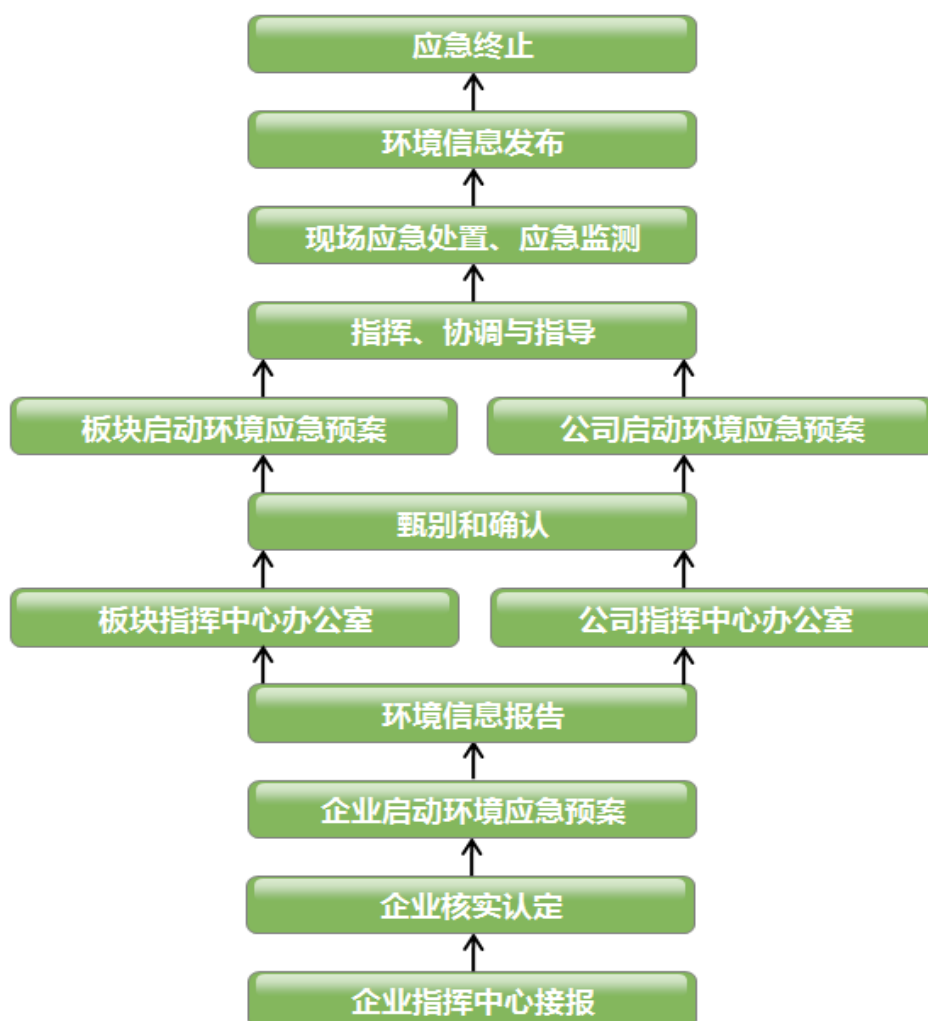 应急终止
环境信息发布
现场应急处置、应急监测
指挥、协调与指导
板块启动环境应急预案
公司启动环境应急预案
甄别和确认
板块指挥中心办公室
公司指挥中心办公室
环境信息报告
企业启动环境应急预案
企业核实认定
企业指挥中心接报